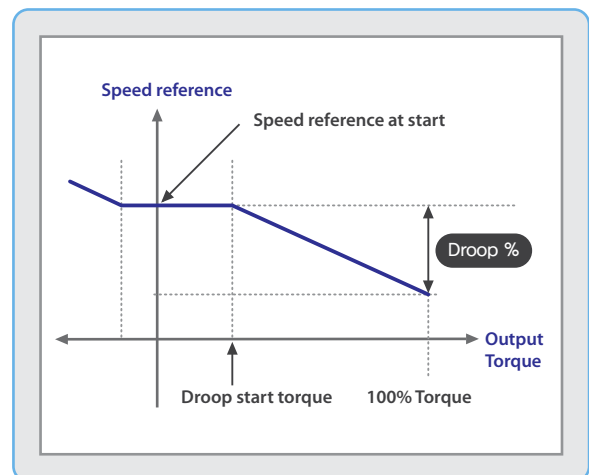 Speed reference
Speed reference at start
Droop %
Output
Torque
Droop start torque
100% Torque